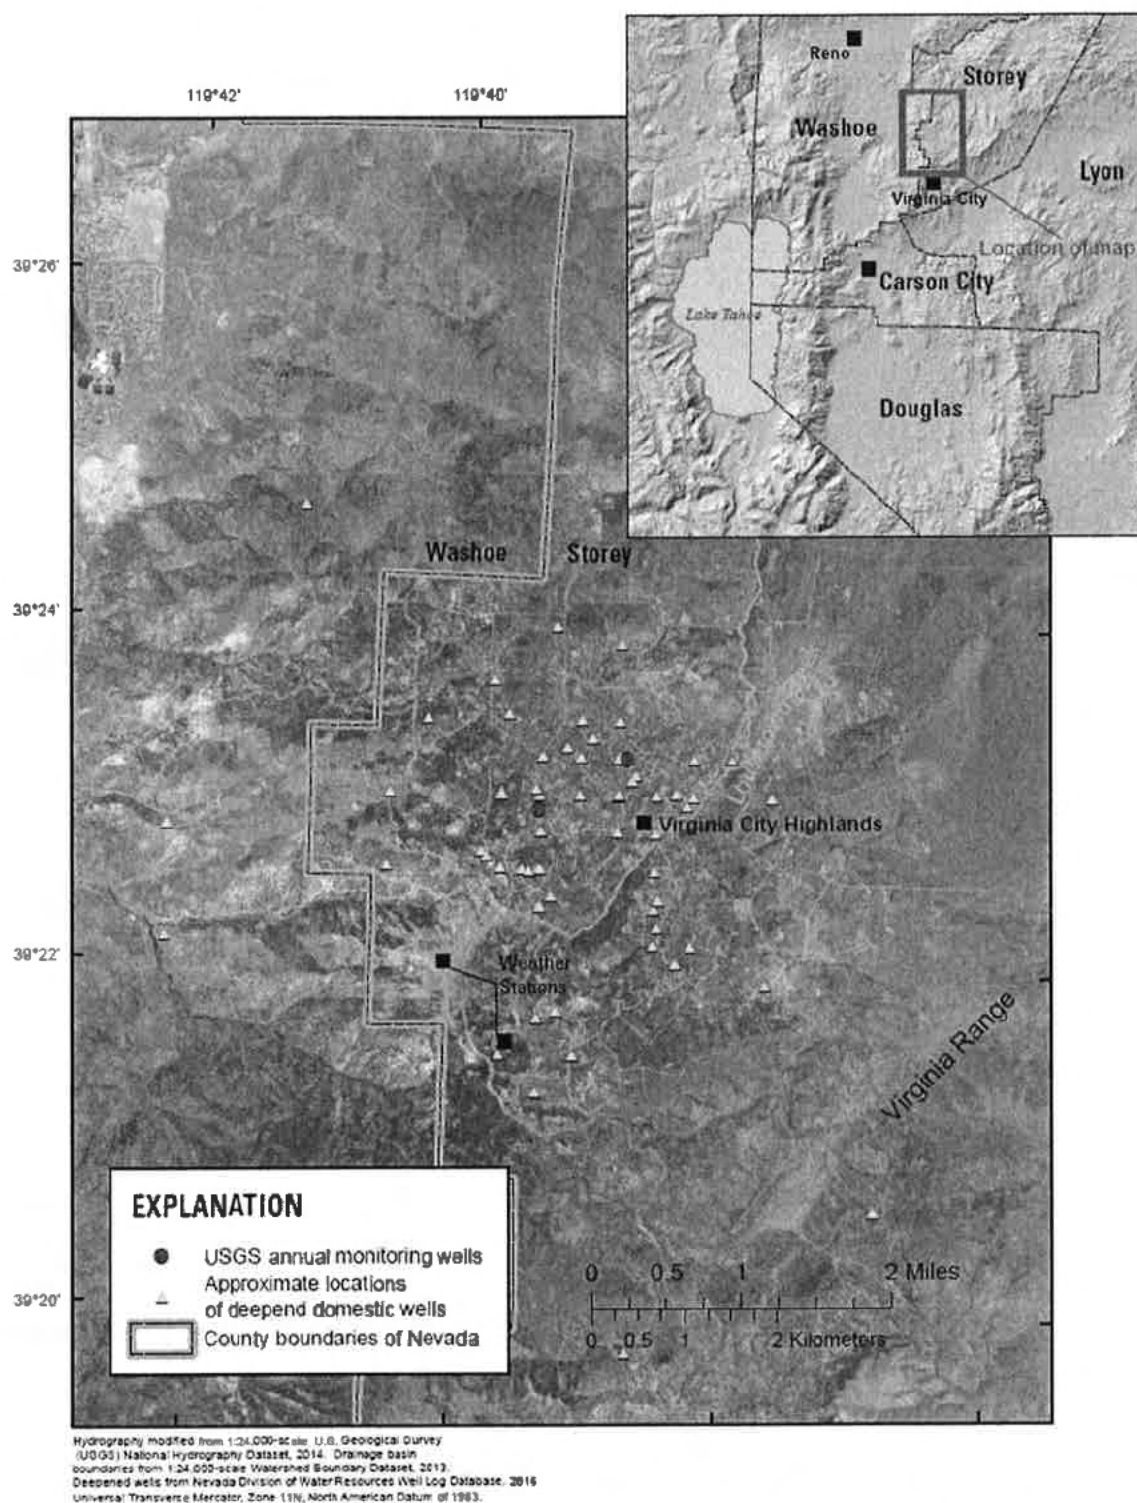 Reno
Storey
119°42'
119°40'
Washoe
Lyon
Virginia City
Location of map
39°26'
Carson City
Lake Tahoe
Douglas
Washoe
Storey
39°24'
Virginia City Highlands
39°22'
Weather
Stations
Virginia Range
EXPLANATION
USGS annual monitoring wells
Approximate locations
of deepend domestic wells
County boundaries of Nevada
0 0.5 1 2 Miles
0 0.5 1 2 Kilometers
39°20'
Hydrography modified from 1:24,000-scale U.S. Geological Survey
(USGS) National Hydrography Dataset, 2014. Drainage basin
boundaries from 1:24,000-scale Watershed Boundary Dataset, 2013.
Deepened wells from Nevada Division of Water Resources Well Log Database, 2016
Universal Transverse Mercator, Zone 11N, North American Datum of 1983.